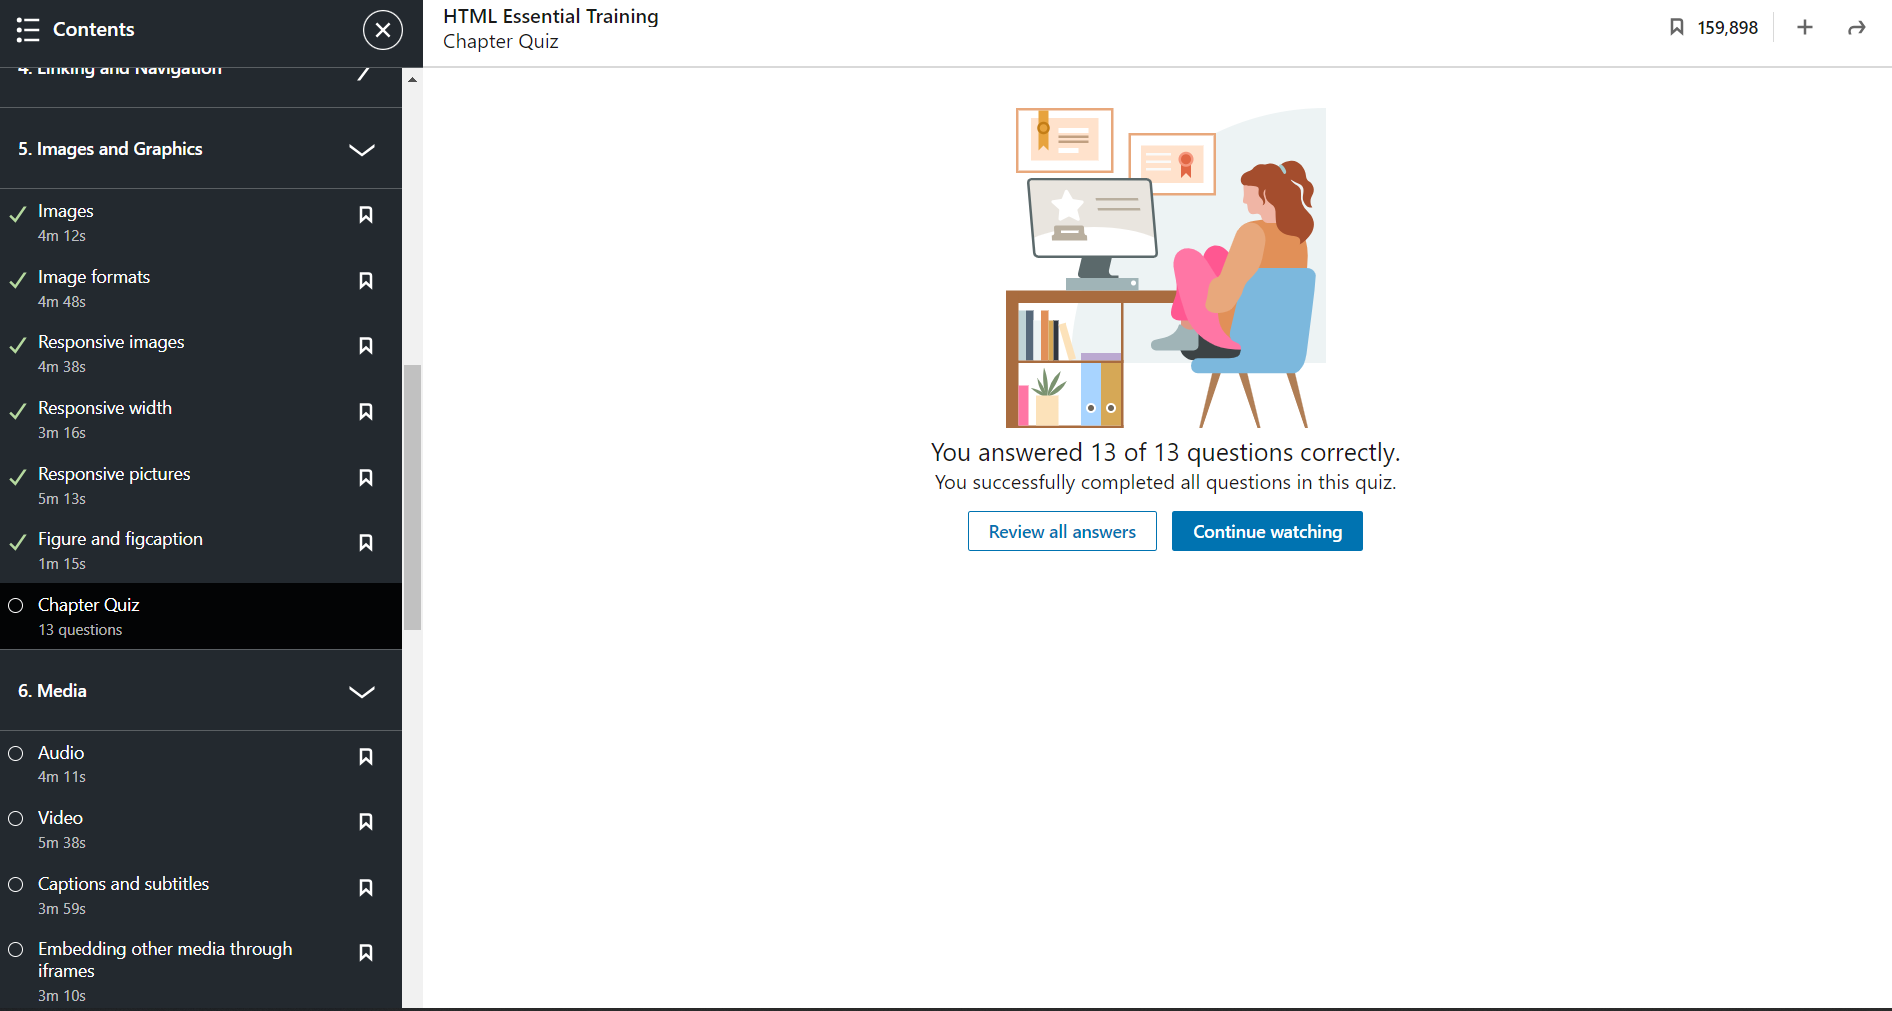 Contents
4. Linking and Navigation
5. Images and Graphics
Images
4m 12s
Image formats
4m 48s
Responsive images
4m 38s
Responsive width
3m 16s
Responsive pictures
5m 13s
Figure and figcaption
1m 15s
Chapter Quiz
13 questions
6. Media
Audio
4m 11s
Video
5m 38s
Captions and subtitles
3m 59s
Embedding other media through
iframes
3m 10s
HTML Essential Training
Chapter Quiz
159,898
You answered 13 of 13 questions correctly.
You successfully completed all questions in this quiz.
Review all answers
Continue watching